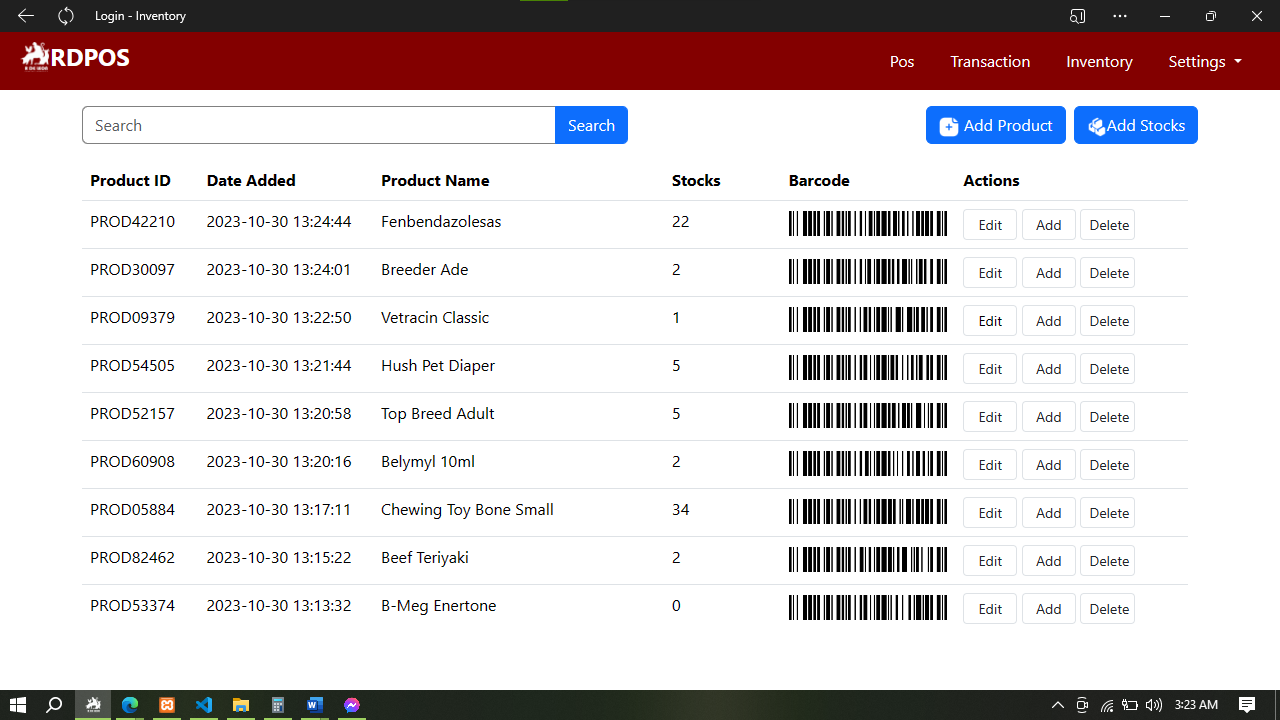 Login - Inventory
RDPOS
Pos Transaction Inventory Settings
Search Search Add Product Add Stocks
Product ID Date Added Product Name Stocks Barcode Actions
PROD42210 2023-10-30 13:24:44 Fenbendazolesas 22 Edit Add Delete
PROD30097 2023-10-30 13:24:01 Breeder Ade 2 Edit Add Delete
PROD09379 2023-10-30 13:22:50 Vetracin Classic 1 Edit Add Delete
PROD54505 2023-10-30 13:21:44 Hush Pet Diaper 5 Edit Add Delete
PROD52157 2023-10-30 13:20:58 Top Breed Adult 5 Edit Add Delete
PROD60908 2023-10-30 13:20:16 Belymyl 10ml 2 Edit Add Delete
PROD05884 2023-10-30 13:17:11 Chewing Toy Bone Small 34 Edit Add Delete
PROD82462 2023-10-30 13:15:22 Beef Teriyaki 2 Edit Add Delete
PROD53374 2023-10-30 13:13:32 B-Meg Enertone 0 Edit Add Delete
3:23 AM